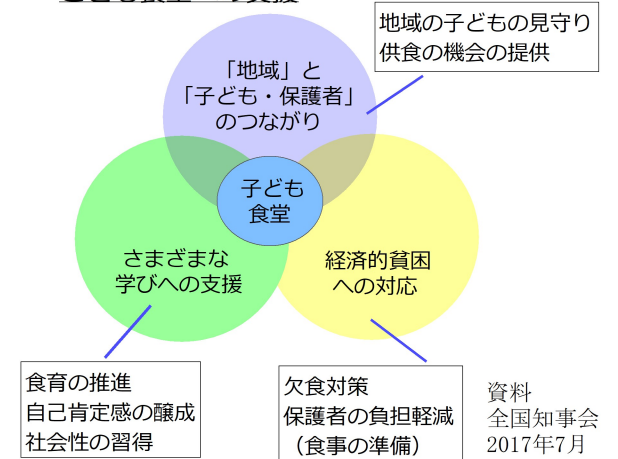 地域の子どもの見守り
供食の機会の提供
「地域」と
「子ども・保護者」
のつながり
子ども
食堂
さまざまな
学びへの支援
経済的貧困
への対応
食育の推進
自己肯定感の醸成
社会性の習得
欠食対策
保護者の負担軽減
（食事の準備）
資料
全国知事会
2017年7月